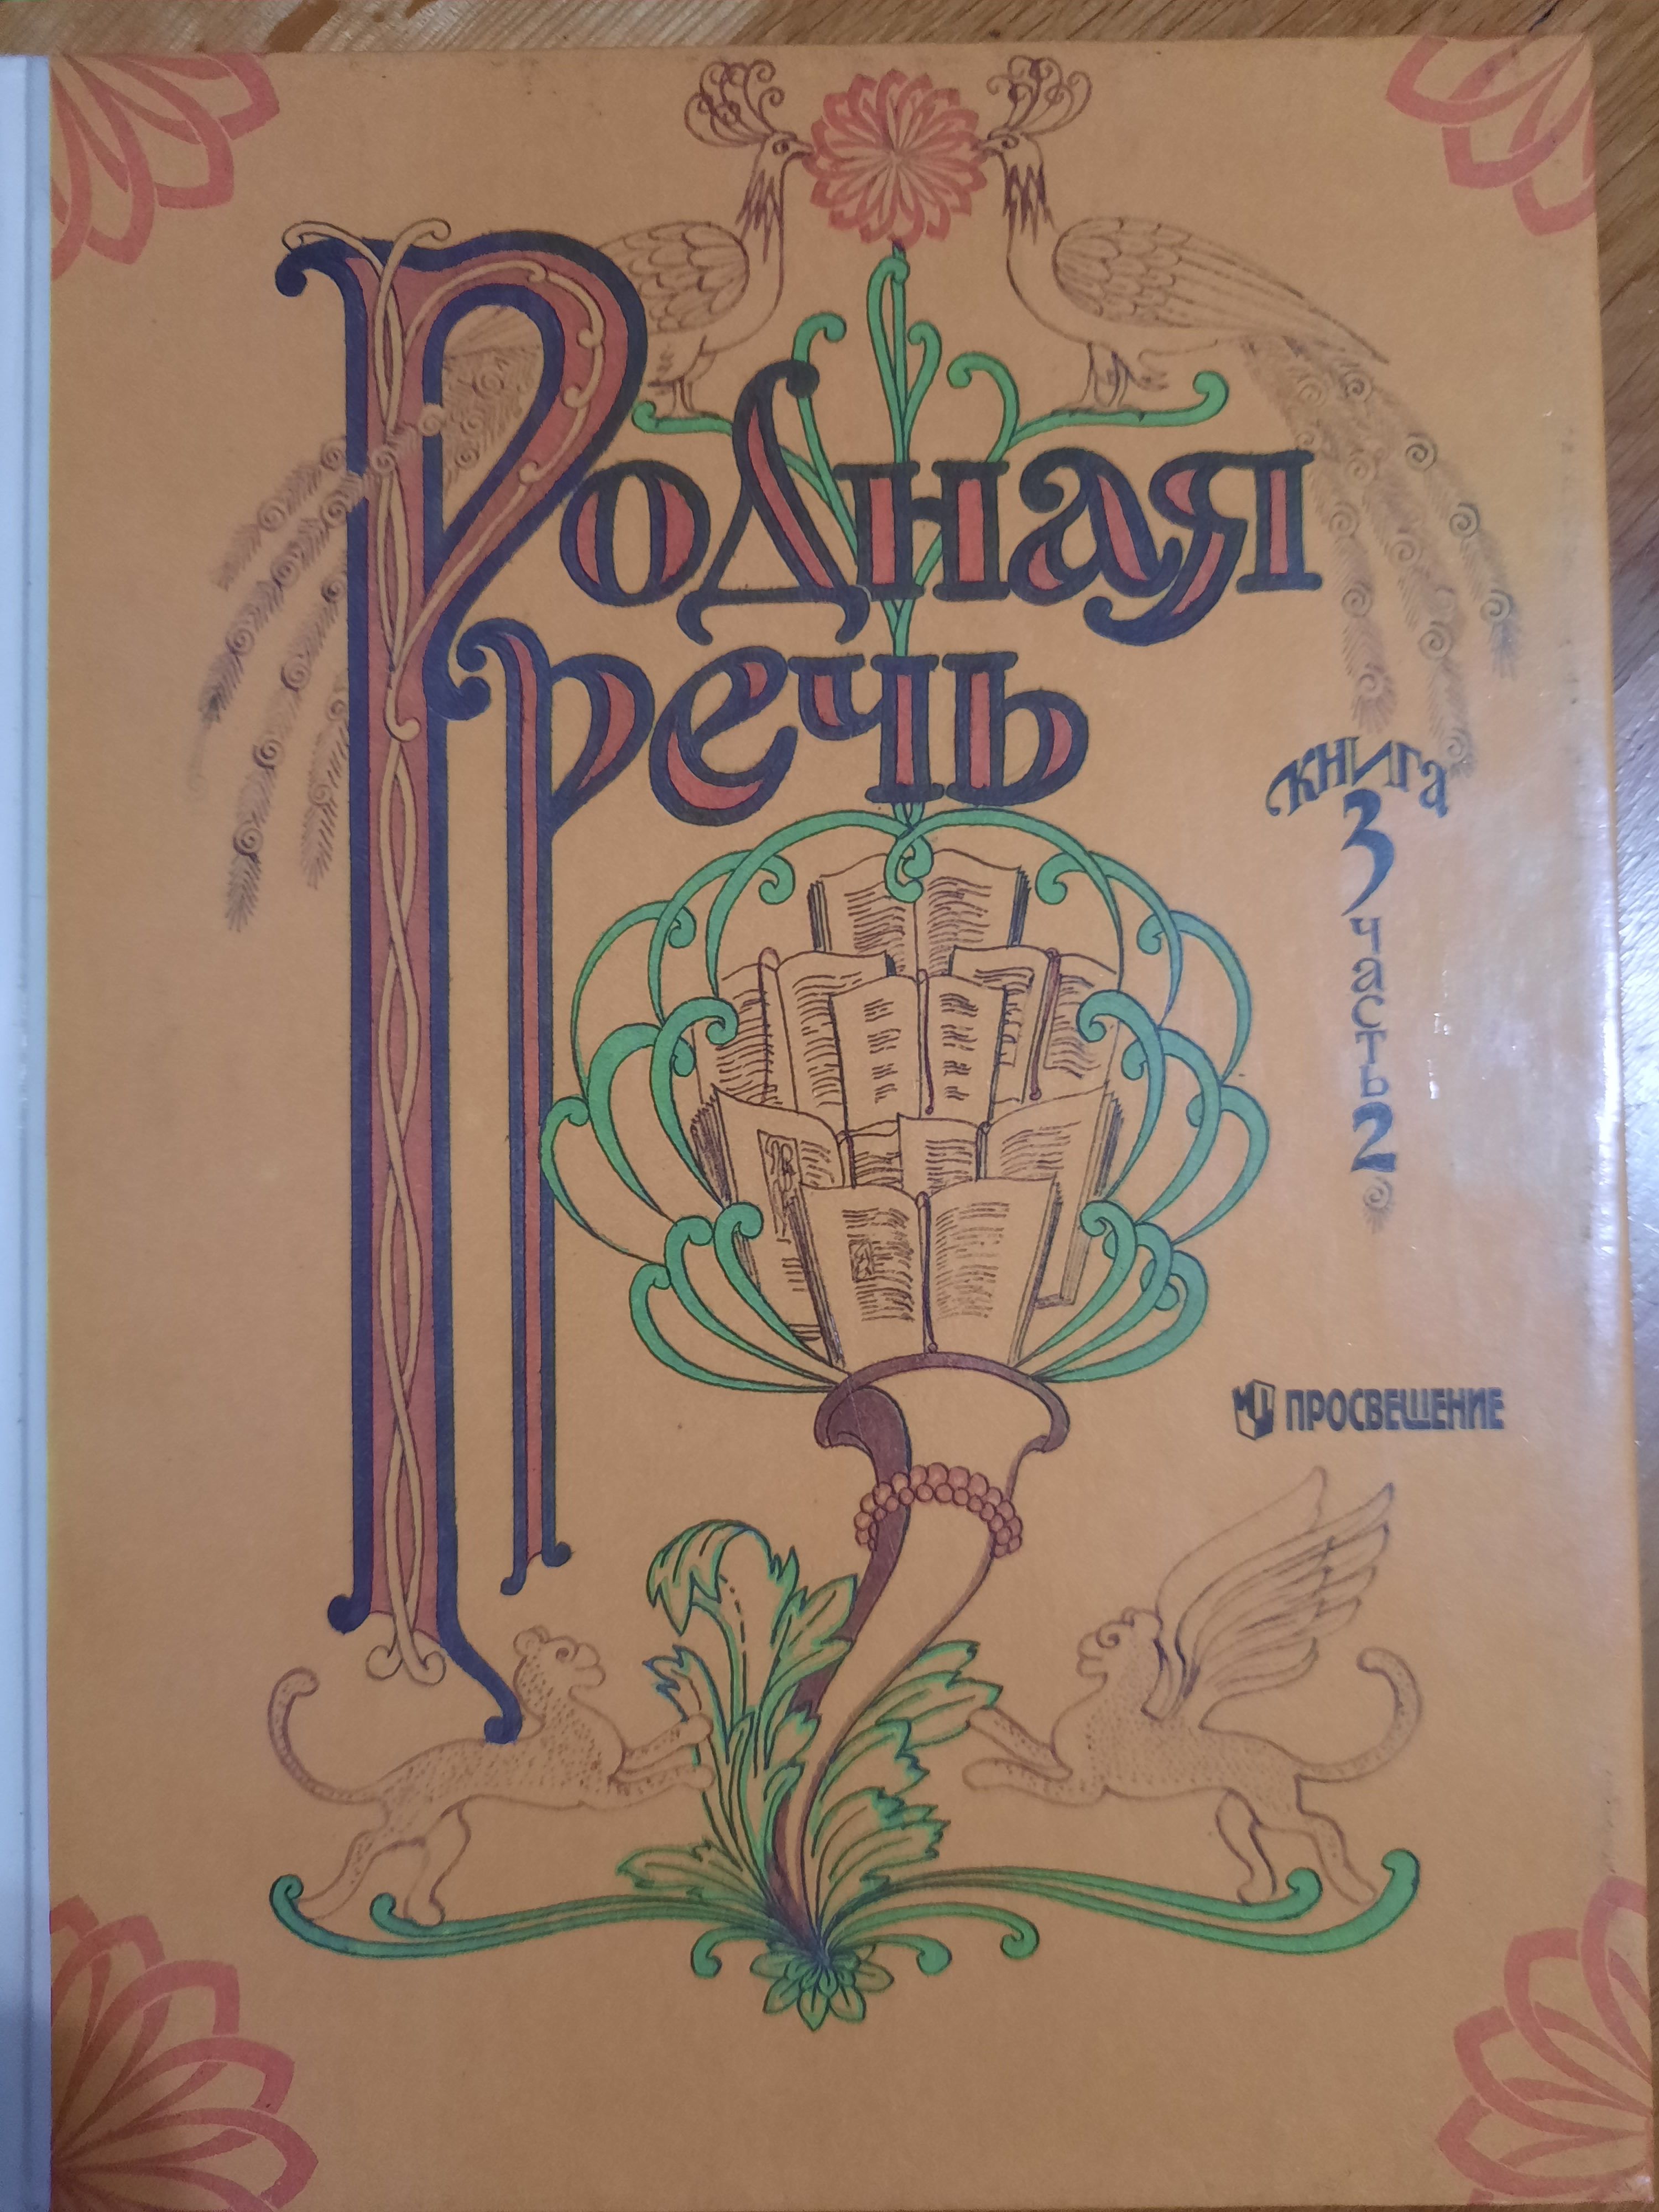 Родная
речь
книга
3
часть
2
ПРОСВЕЩЕНИЕ